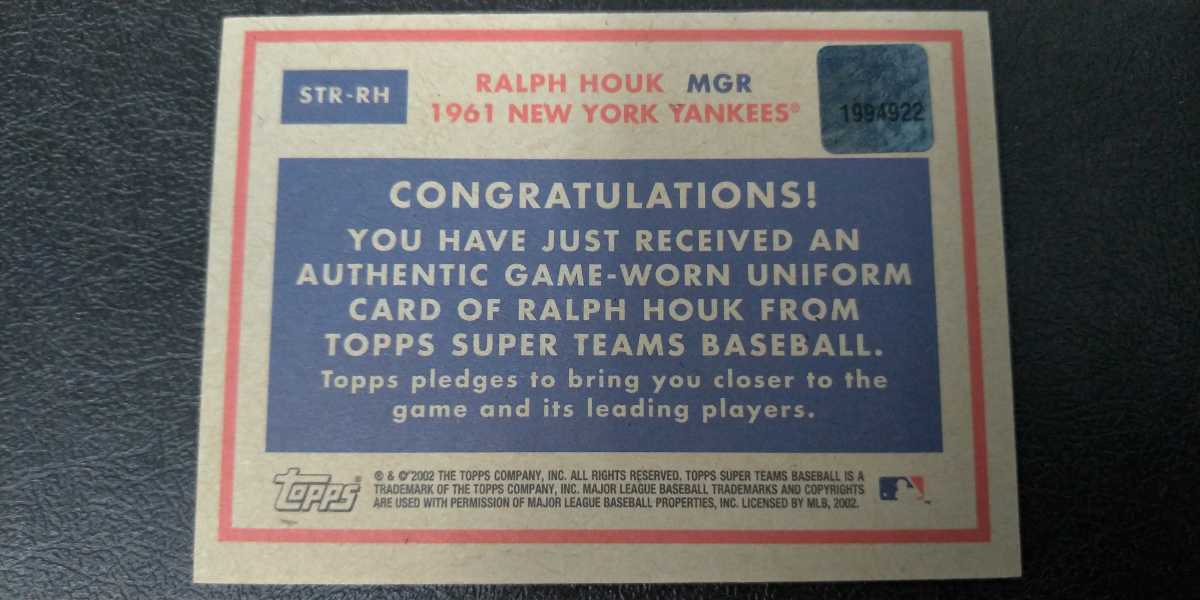 STR-RH
RALPH HOUK MGR
1961 NEW YORK YANKEES®
1994922
CONGRATULATIONS!
YOU HAVE JUST RECEIVED AN
AUTHENTIC GAME-WORN UNIFORM
CARD OF RALPH HOUK FROM
TOPPS SUPER TEAMS BASEBALL.
Topps pledges to bring you closer to the
game and its leading players.
Topps®
® & © 2002 THE TOPPS COMPANY, INC. ALL RIGHTS RESERVED. TOPPS SUPER TEAMS BASEBALL IS A
TRADEMARK OF THE TOPPS COMPANY, INC. MAJOR LEAGUE BASEBALL TRADEMARKS AND COPYRIGHTS
ARE USED WITH PERMISSION OF MAJOR LEAGUE BASEBALL PROPERTIES, INC. LICENSED BY MLB, 2002.
™